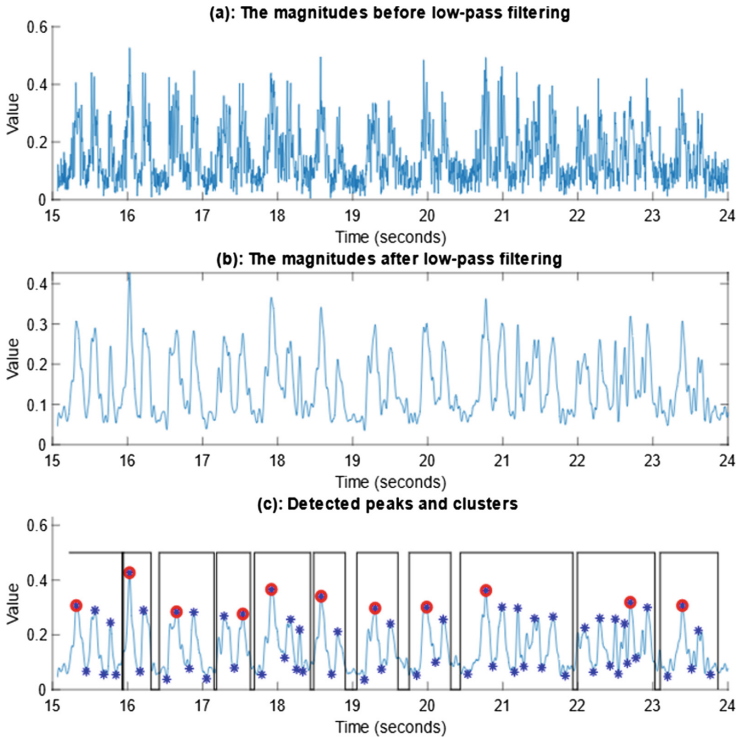 (a): The magnitudes before low-pass filtering
0.6
0.4
0.2
0
Value
15 16 17 18 19 20 21 22 23 24
Time (seconds)
(b): The magnitudes after low-pass filtering
0.4
0.3
0.2
0.1
0
Value
15 16 17 18 19 20 21 22 23 24
Time (seconds)
(c): Detected peaks and clusters
0.6
0.4
0.2
0
Value
15 16 17 18 19 20 21 22 23 24
Time (seconds)